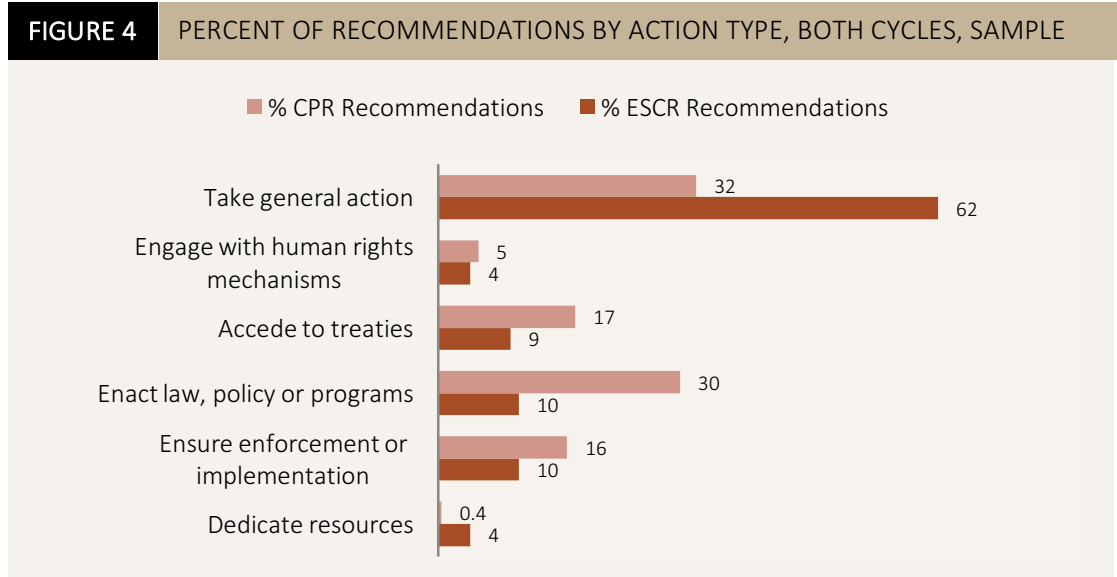 FIGURE 4
PERCENT OF RECOMMENDATIONS BY ACTION TYPE, BOTH CYCLES, SAMPLE
% CPR Recommendations
% ESCR Recommendations
Take general action
32
62
Engage with human rights
mechanisms
5
4
Accede to treaties
17
9
Enact law, policy or programs
30
10
Ensure enforcement or
implementation
16
10
Dedicate resources
0.4
4